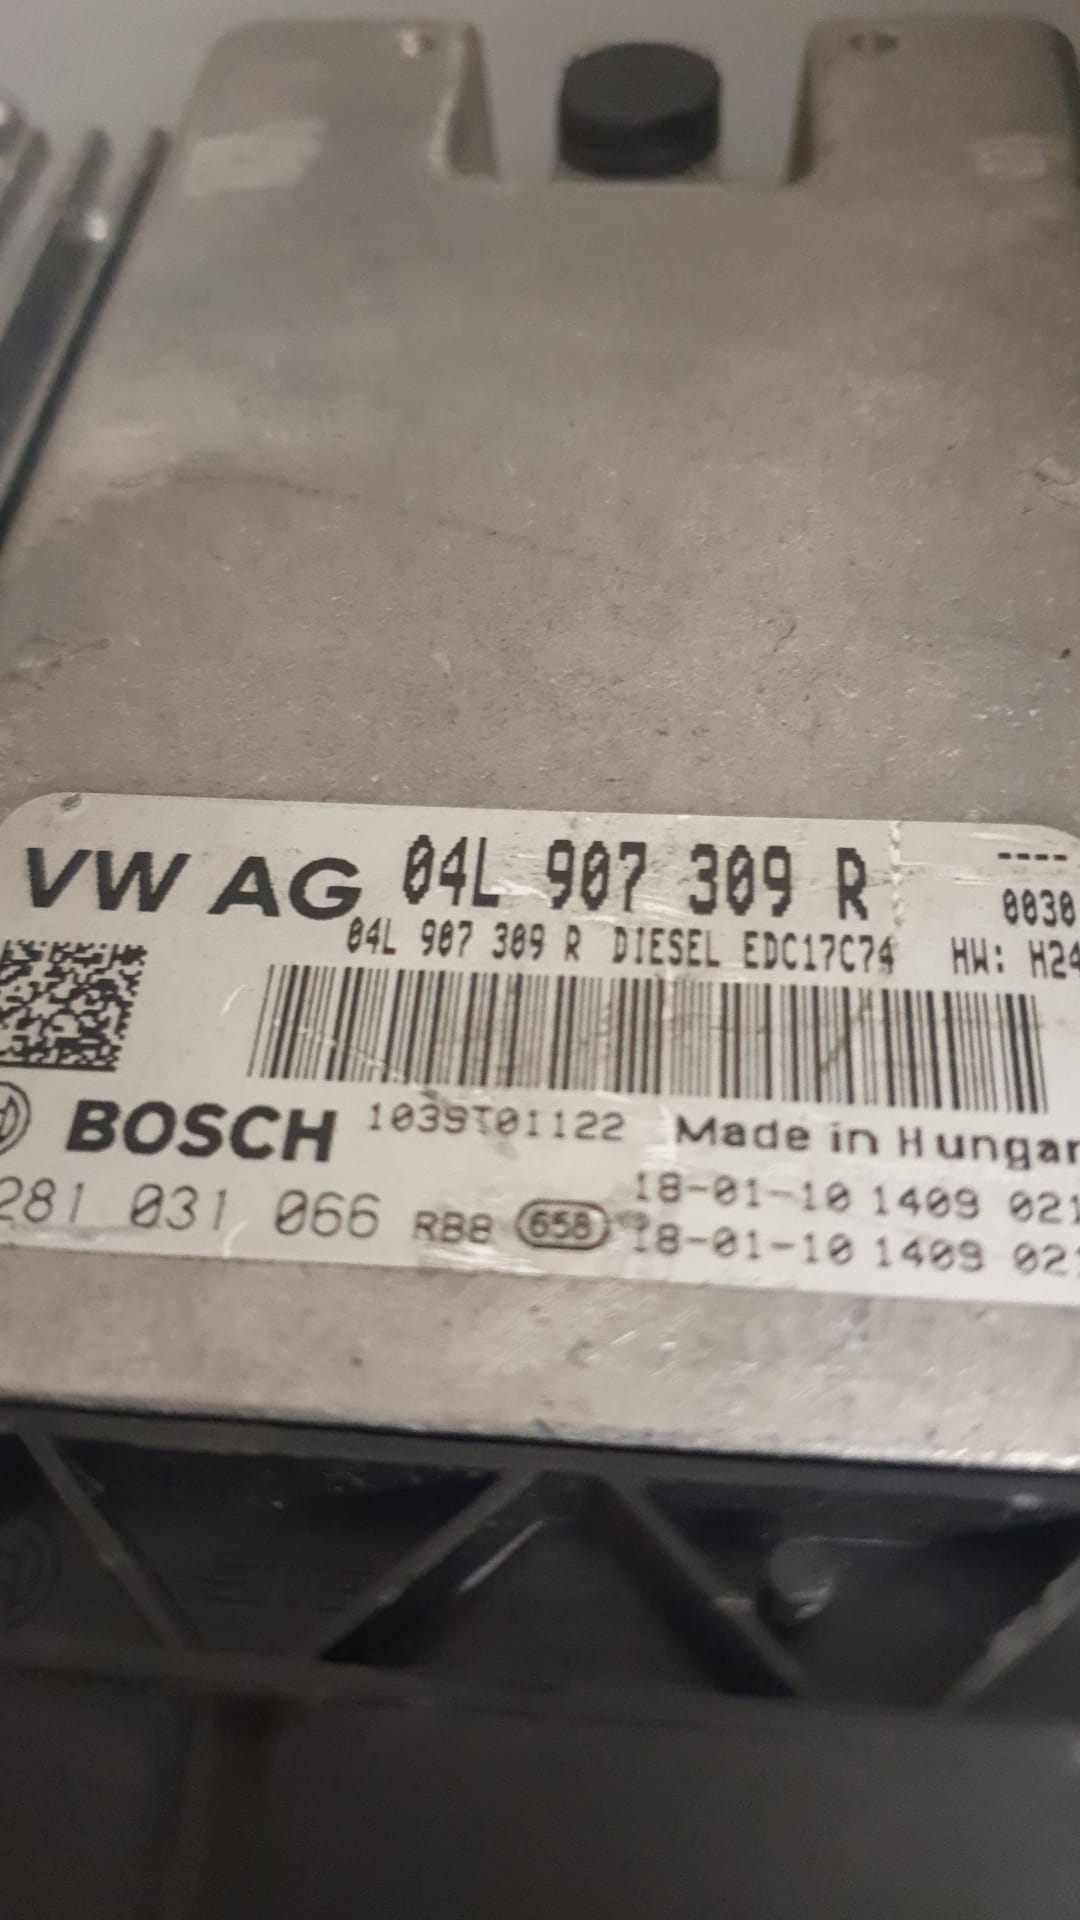 VW AG 04L 907 309 R ----
0030
04L 907 309 R DIESEL EDC17C74 HW: H24
BOSCH 1039T01122 Made in Hungar
281 031 066 RB8 658 18-01-10 1409 021
18-01-10 1409 02